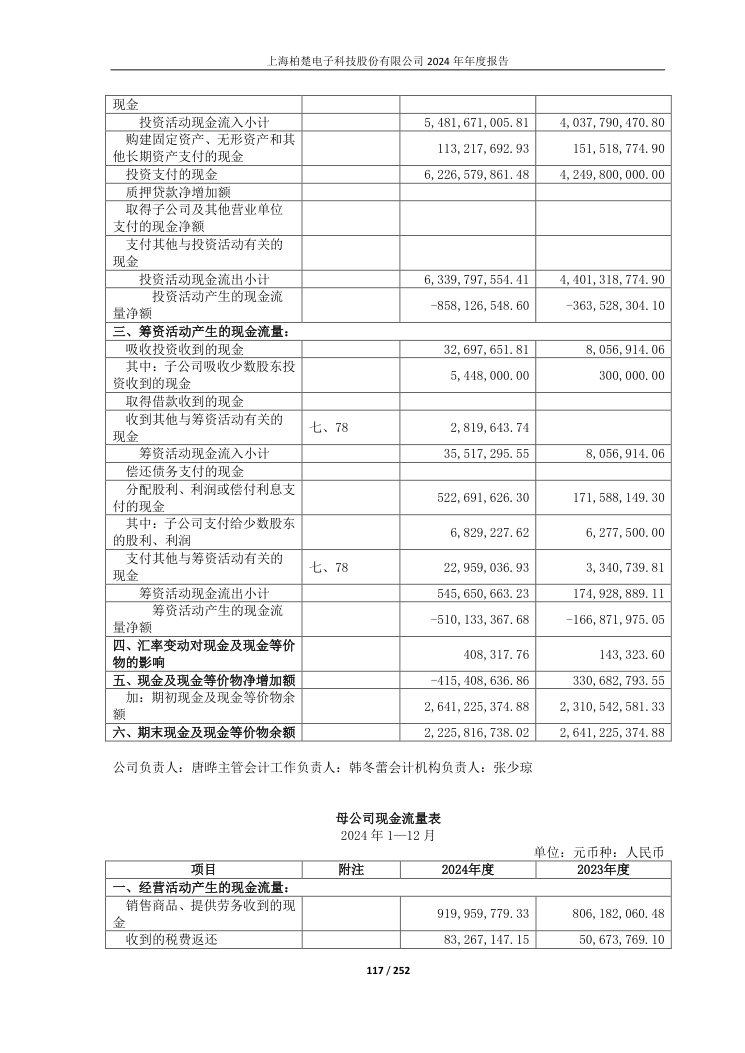 上海柏楚电子科技股份有限公司 2024 年年度报告
现金
投资活动现金流入小计 5,481,671,005.81 4,037,790,470.80
购建固定资产、无形资产和其
他长期资产支付的现金 113,217,692.93 151,518,774.90
投资支付的现金 6,226,579,861.48 4,249,800,000.00
质押贷款净增加额
取得子公司及其他营业单位
支付的现金净额
支付其他与投资活动有关的
现金
投资活动现金流出小计 6,339,797,554.41 4,401,318,774.90
投资活动产生的现金流
量净额 -858,126,548.60 -363,528,304.10
三、筹资活动产生的现金流量：
吸收投资收到的现金 32,697,651.81 8,056,914.06
其中：子公司吸收少数股东投
资收到的现金 5,448,000.00 300,000.00
取得借款收到的现金
收到其他与筹资活动有关的
现金 七、78 2,819,643.74
筹资活动现金流入小计 35,517,295.55 8,056,914.06
偿还债务支付的现金
分配股利、利润或偿付利息支
付的现金 522,691,626.30 171,588,149.30
其中：子公司支付给少数股东
的股利、利润 6,829,227.62 6,277,500.00
支付其他与筹资活动有关的
现金 七、78 22,959,036.93 3,340,739.81
筹资活动现金流出小计 545,650,663.23 174,928,889.11
筹资活动产生的现金流
量净额 -510,133,367.68 -166,871,975.05
四、汇率变动对现金及现金等价
物的影响 408,317.76 143,323.60
五、现金及现金等价物净增加额 -415,408,636.86 330,682,793.55
加：期初现金及现金等价物余
额 2,641,225,374.88 2,310,542,581.33
六、期末现金及现金等价物余额 2,225,816,738.02 2,641,225,374.88
公司负责人：唐晔主管会计工作负责人：韩冬蕾会计机构负责人：张少琼
母公司现金流量表
2024 年 1—12 月
单位：元币种：人民币
项目 附注 2024年度 2023年度
一、经营活动产生的现金流量：
销售商品、提供劳务收到的现
金 919,959,779.33 806,182,060.48
收到的税费返还 83,267,147.15 50,673,769.10
117 / 252